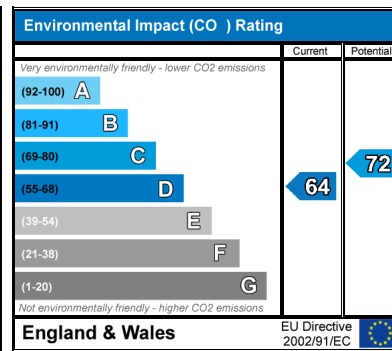 Environmental Impact (CO ) Rating
Current Potential
Very environmentally friendly - lower CO2 emissions
(92-100) A
(81-91) B
(69-80) C
72
(55-68) D
64
(39-54) E
(21-38) F
(1-20) G
Not environmentally friendly - higher CO2 emissions
England & Wales
EU Directive
2002/91/EC